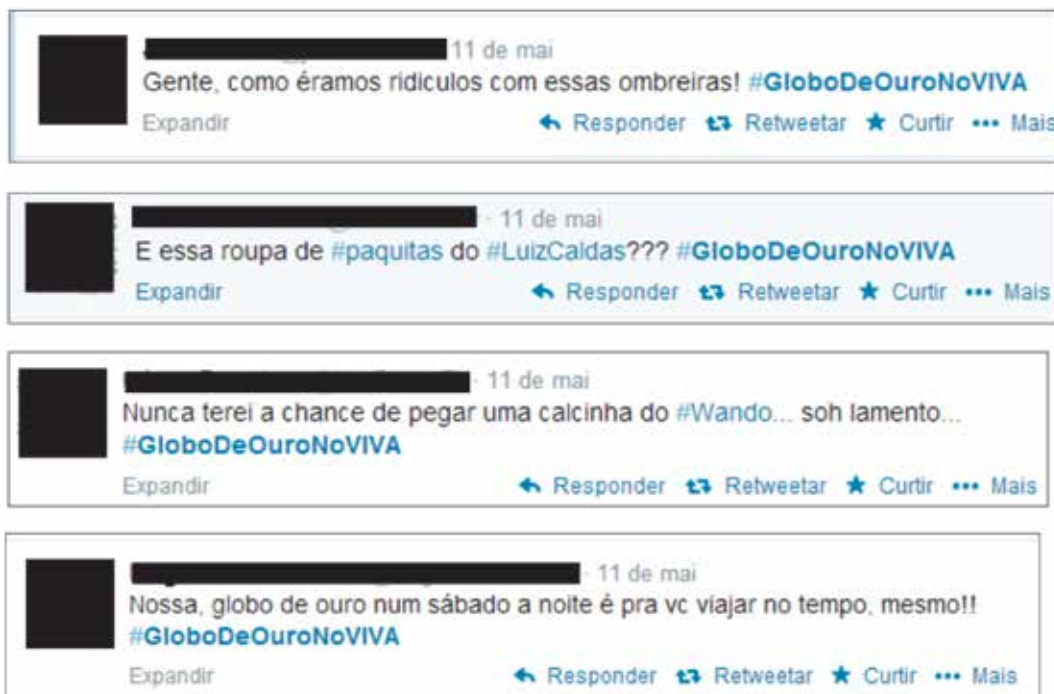 11 de mai
Gente, como éramos ridiculos com essas ombreiras! #GloboDeOuroNoVIVA
Expandir Responder Retweetar Curtir Mais
11 de mai
E essa roupa de #paquitas do #LuizCaldas??? #GloboDeOuroNoVIVA
Expandir Responder Retweetar Curtir Mais
11 de mai
Nunca terei a chance de pegar uma calcinha do #Wando... soh lamento...
#GloboDeOuroNoVIVA
Expandir Responder Retweetar Curtir Mais
11 de mai
Nossa, globo de ouro num sábado a noite é pra vc viajar no tempo, mesmo!!
#GloboDeOuroNoVIVA
Expandir Responder Retweetar Curtir Mais